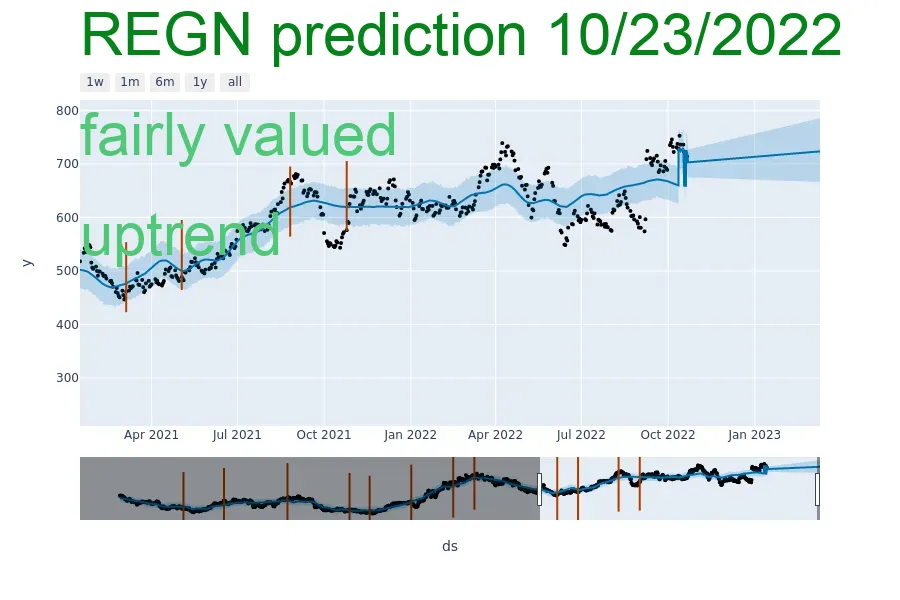 REGN prediction 10/23/2022
1w 1m 6m 1y all
fairly valued
uptrend
800
700
600
500
400
300
y
Apr 2021 Jul 2021 Oct 2021 Jan 2022 Apr 2022 Jul 2022 Oct 2022 Jan 2023
ds